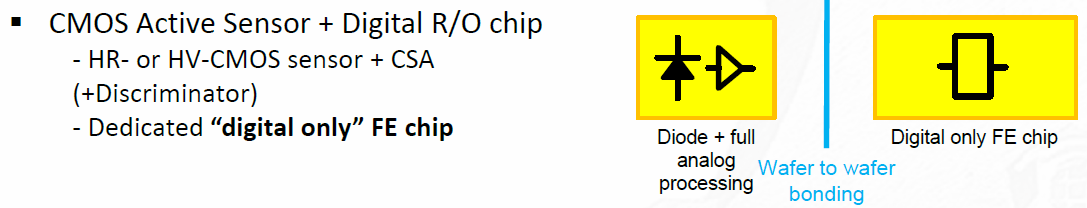 ▪ CMOS Active Sensor + Digital R/O chip
- HR- or HV-CMOS sensor + CSA
(+Discriminator)
- Dedicated “digital only” FE chip
Diode + full
analog
processing
Wafer to wafer
bonding
Digital only FE chip